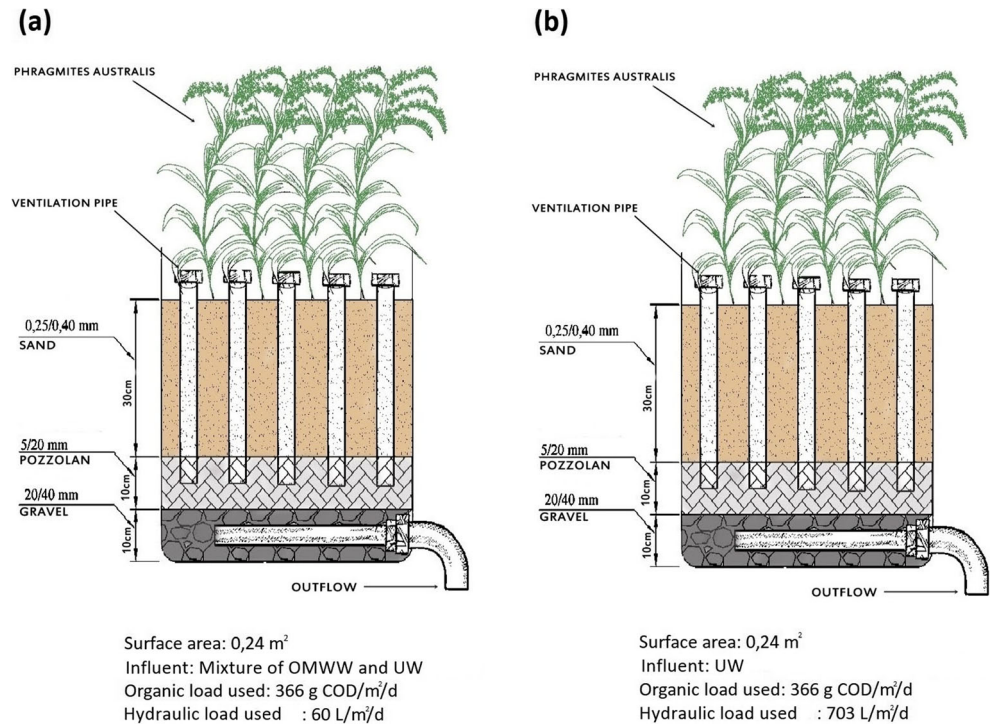 (a)
PHRAGMITES AUSTRALIS
VENTILATION PIPE
0,25/0,40 mm
SAND
30cm
5/20 mm
POZZOLAN
10cm
20/40 mm
GRAVEL
10cm
OUTFLOW
Surface area: 0,24 m²
Influent: Mixture of OMWW and UW
Organic load used: 366 g COD/m²/d
Hydraulic load used : 60 L/m²/d
(b)
PHRAGMITES AUSTRALIS
VENTILATION PIPE
0,25/0,40 mm
SAND
30cm
5/20 mm
POZZOLAN
10cm
20/40 mm
GRAVEL
10cm
OUTFLOW
Surface area: 0,24 m²
Influent: UW
Organic load used: 366 g COD/m²/d
Hydraulic load used : 703 L/m²/d